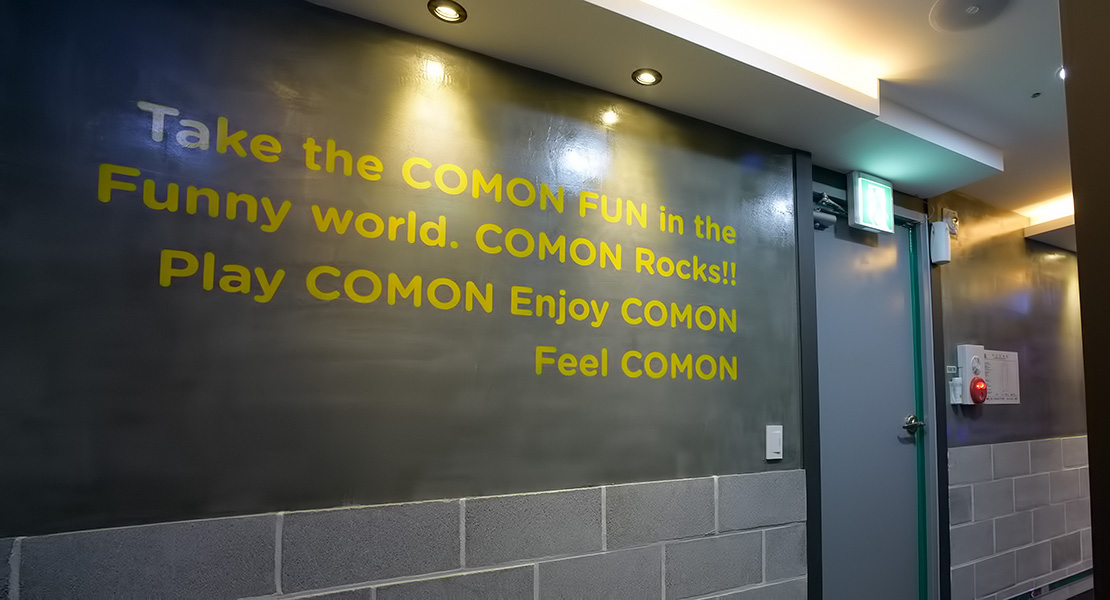 Take the COMON FUN in the
Funny world. COMON Rocks!!
Play COMON Enjoy COMON
Feel COMON